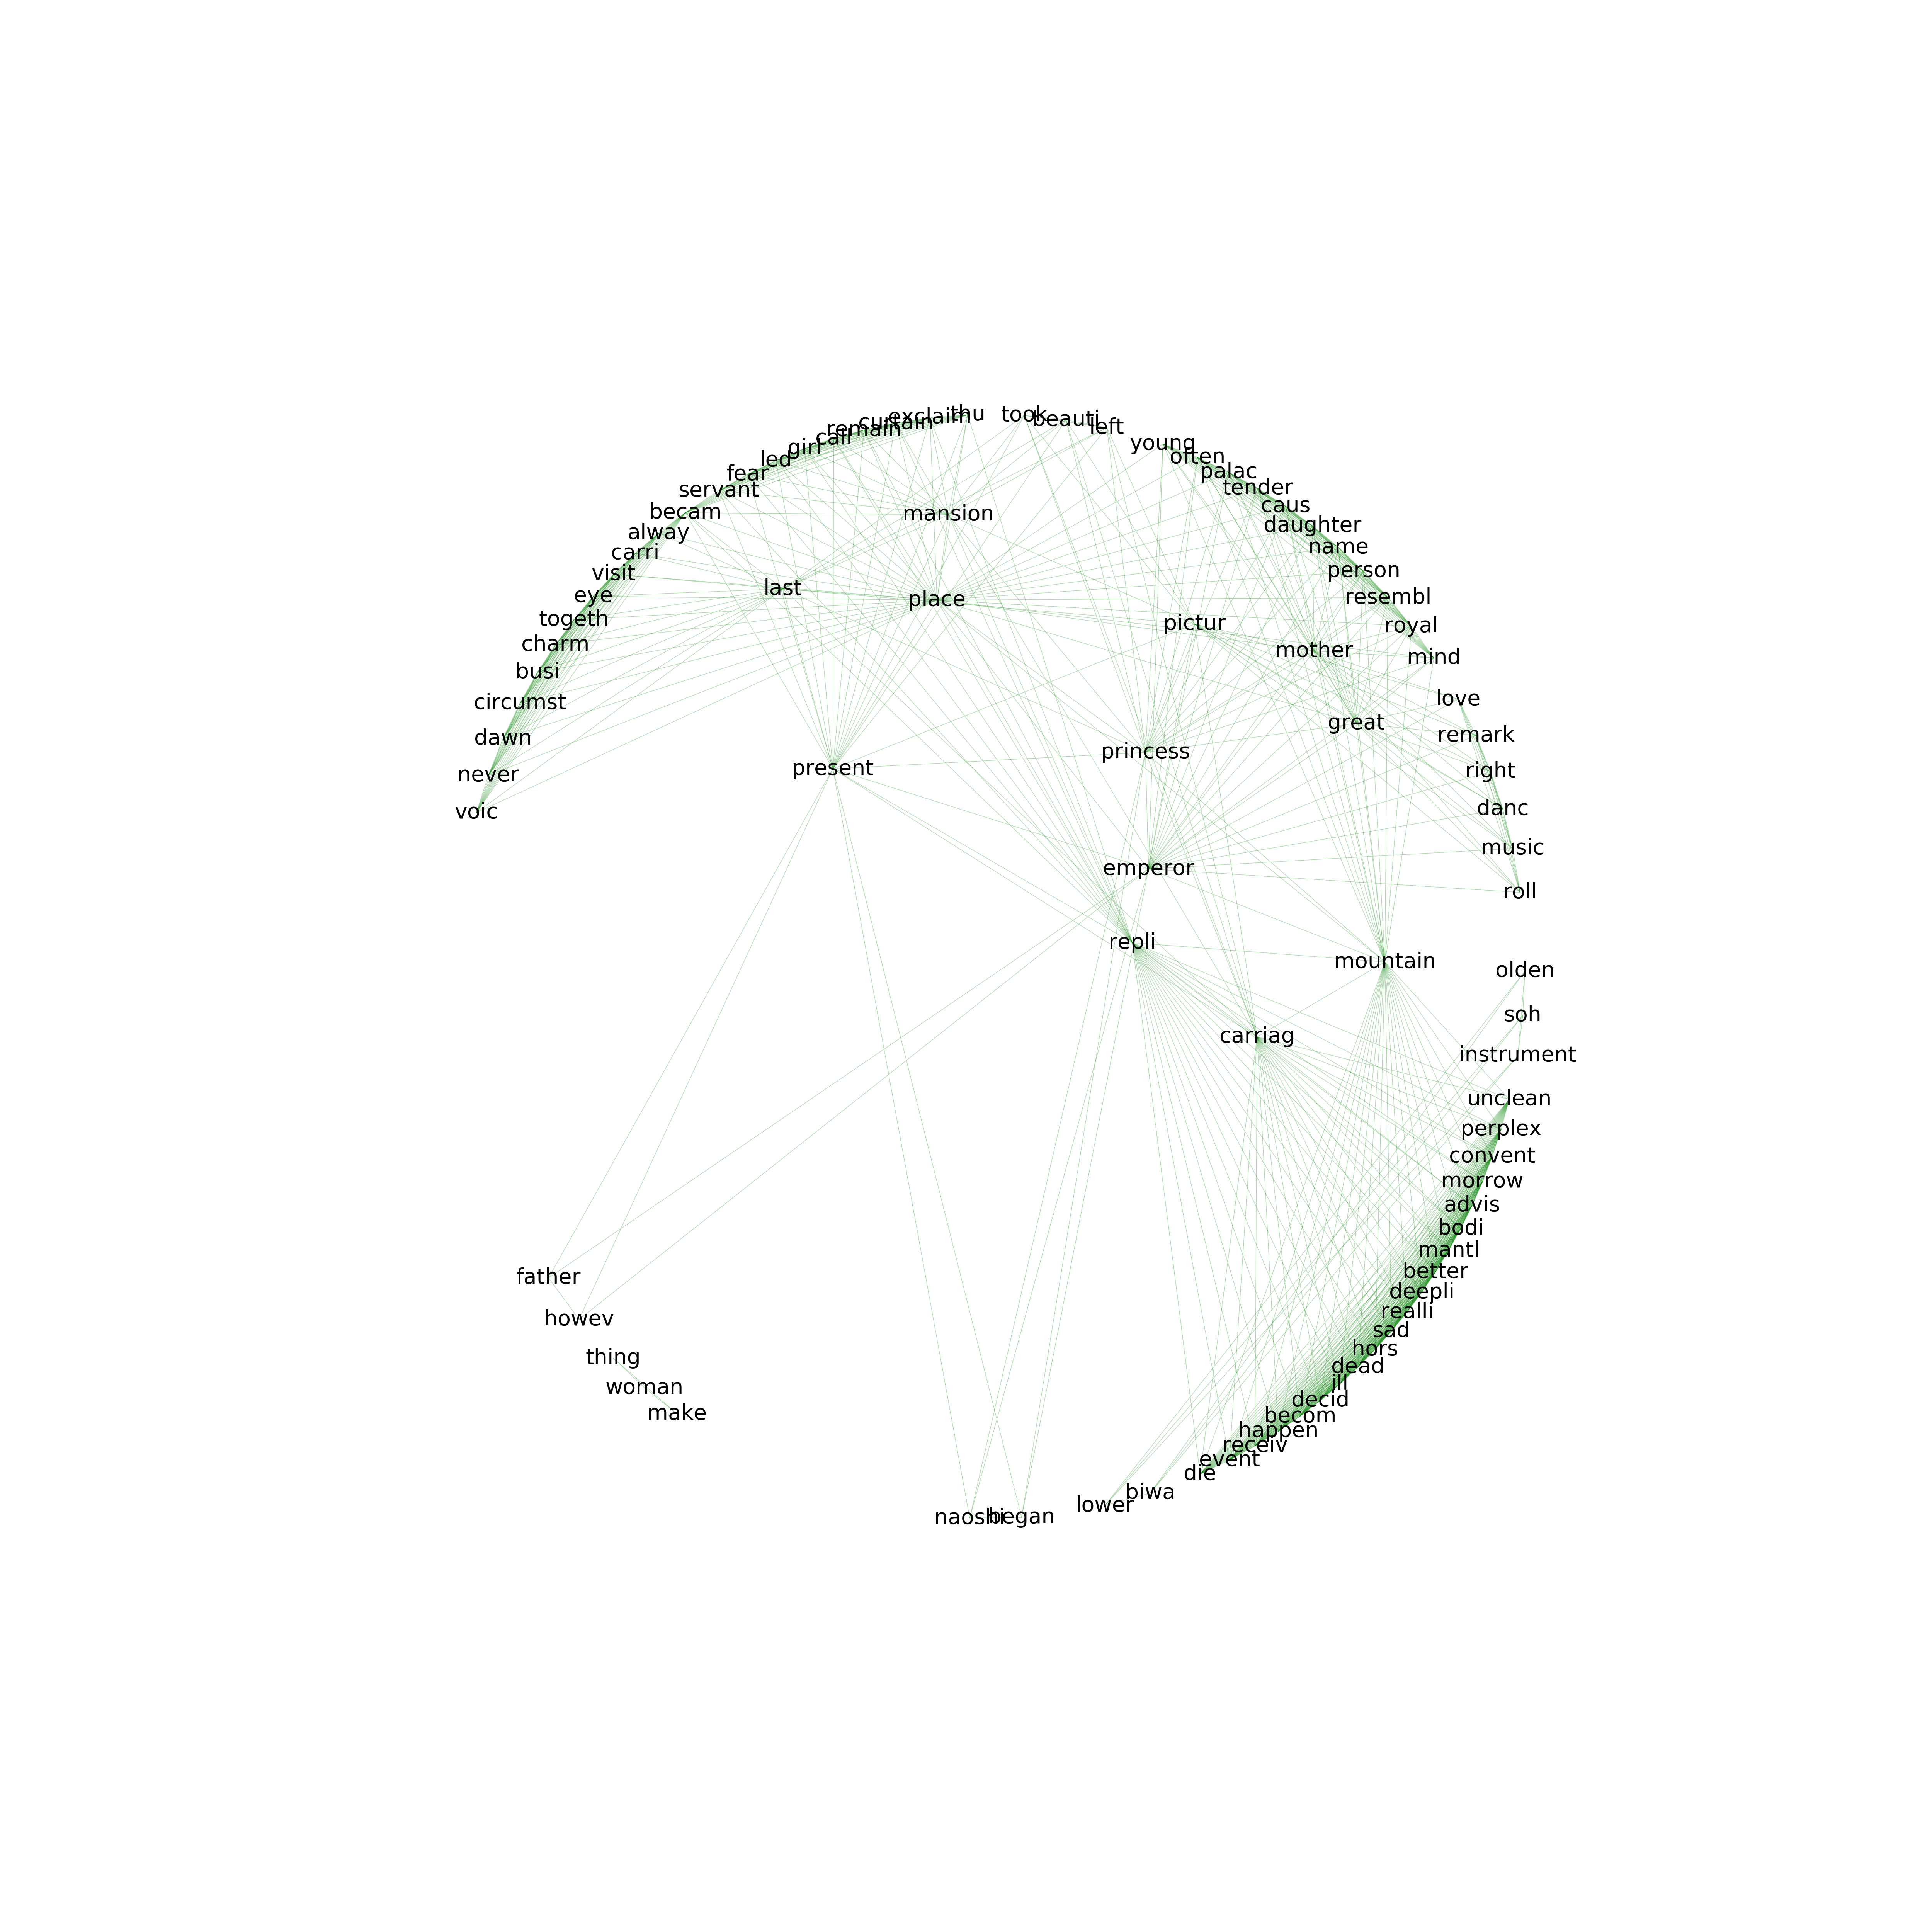 thu
took
exclaim
beauti
curtain
left
remain
call
young
girl
often
led
palac
fear
tender
servant
caus
becam
mansion
daughter
alway
name
carri
person
visit
last
eye
resembl
place
togeth
pictur
royal
charm
mother
mind
busi
love
circumst
great
remark
dawn
princess
present
right
never
danc
voic
music
emperor
roll
repli
mountain
olden
soh
carriag
instrument
unclean
perplex
convent
morrow
advis
bodi
mantl
better
father
deepli
realli
howev
sad
hors
thing
dead
ill
woman
decid
make
becom
happen
receiv
event
die
biwa
lower
naoshi
began